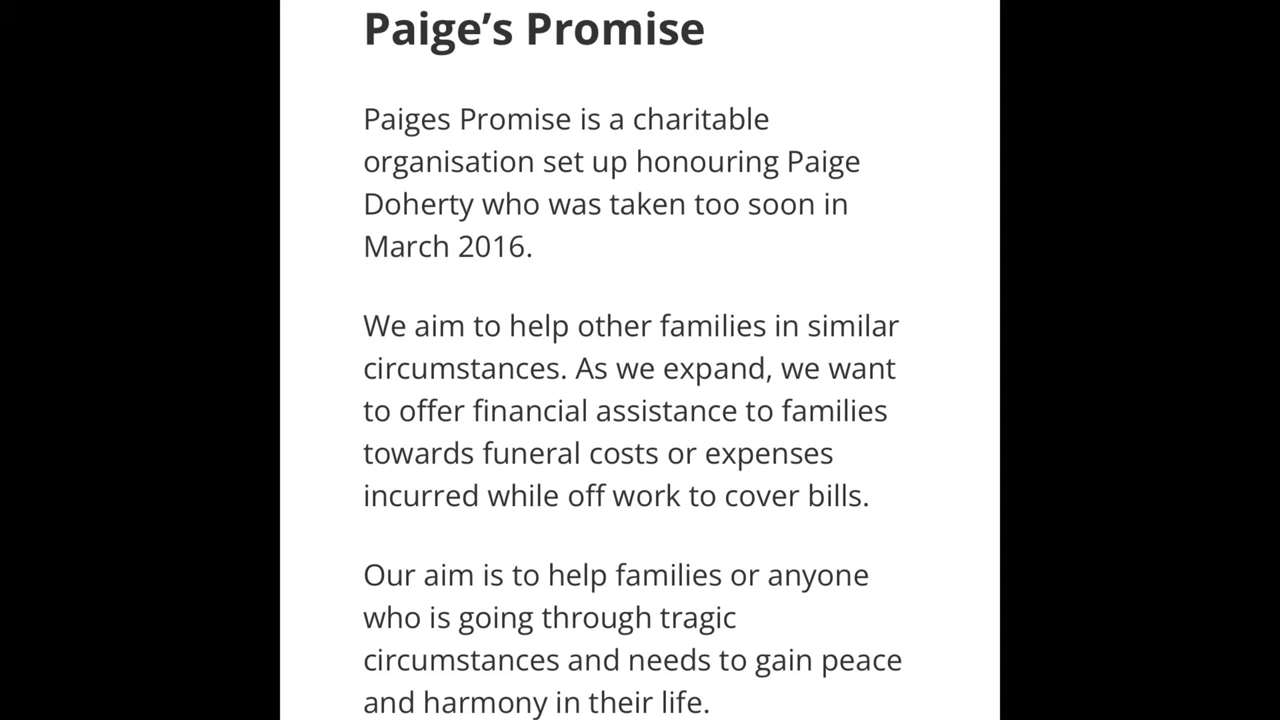 Paige’s Promise
Paiges Promise is a charitable
organisation set up honouring Paige
Doherty who was taken too soon in
March 2016.
We aim to help other families in similar
circumstances. As we expand, we want
to offer financial assistance to families
towards funeral costs or expenses
incurred while off work to cover bills.
Our aim is to help families or anyone
who is going through tragic
circumstances and needs to gain peace
and harmony in their life.